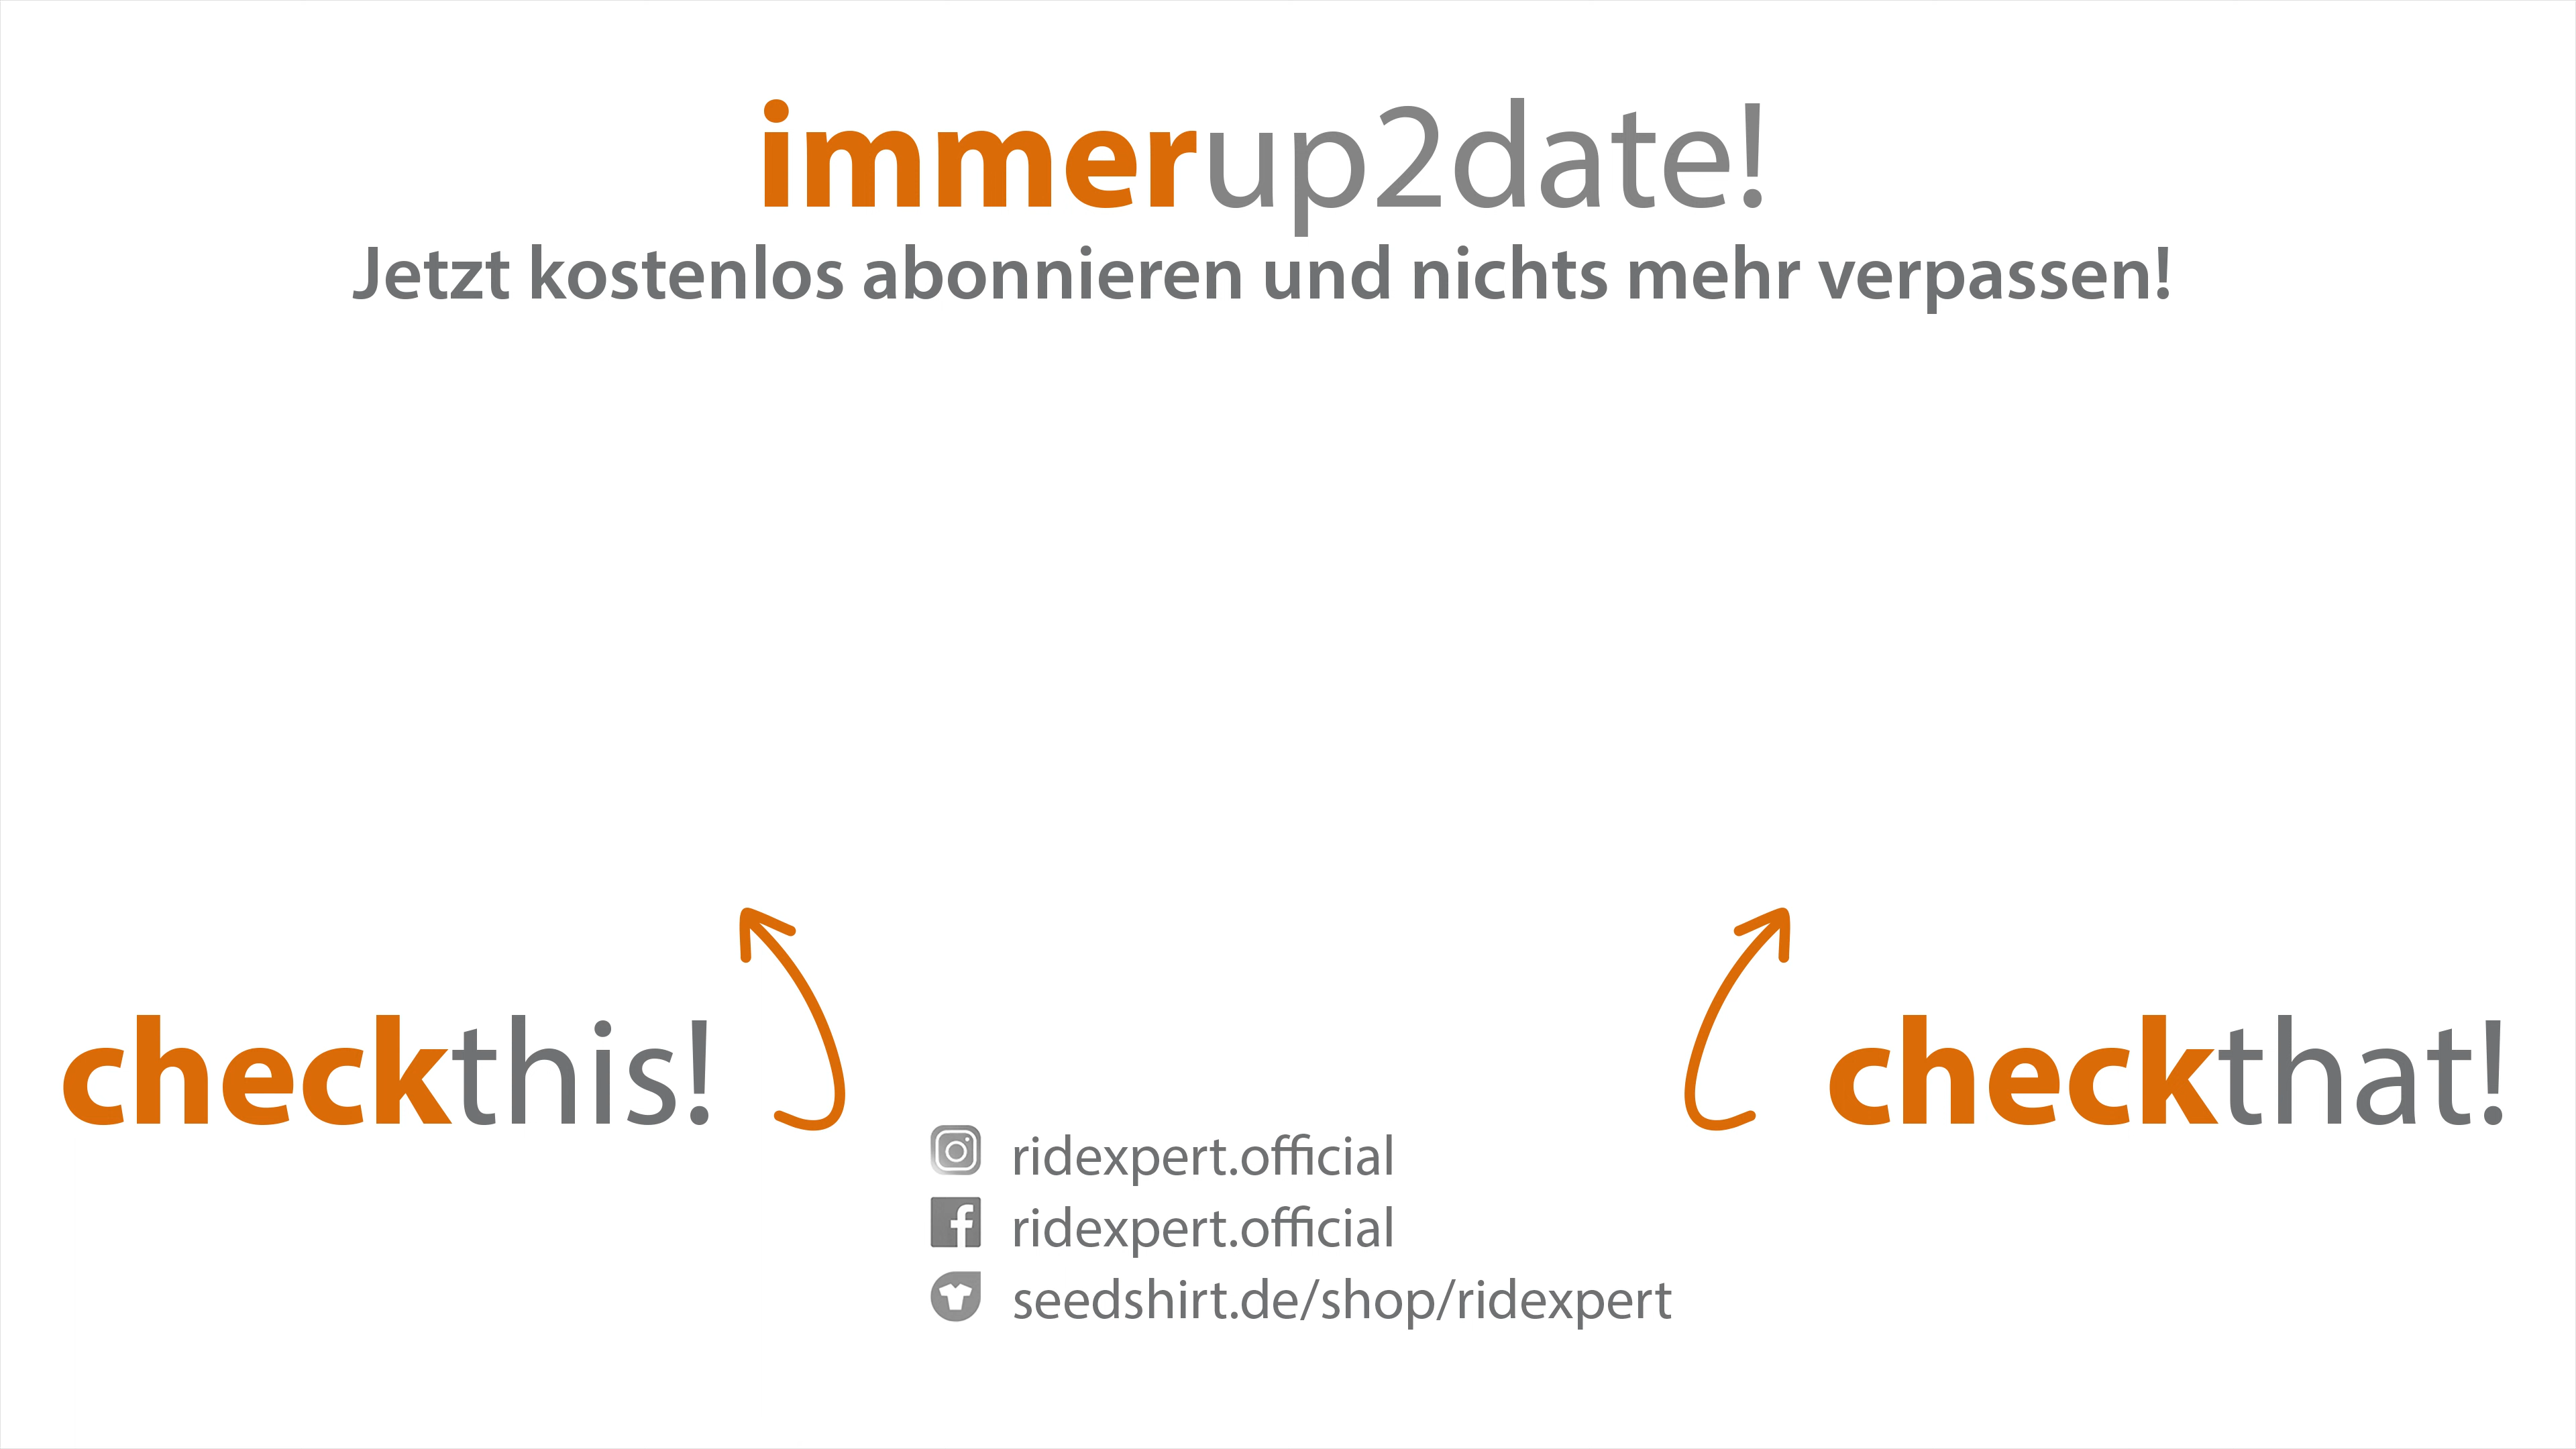 immerup2date!
Jetzt kostenlos abonnieren und nichts mehr verpassen!
checkthis!
checkthat!
ridexpert.official
ridexpert.official
seedshirt.de/shop/ridexpert